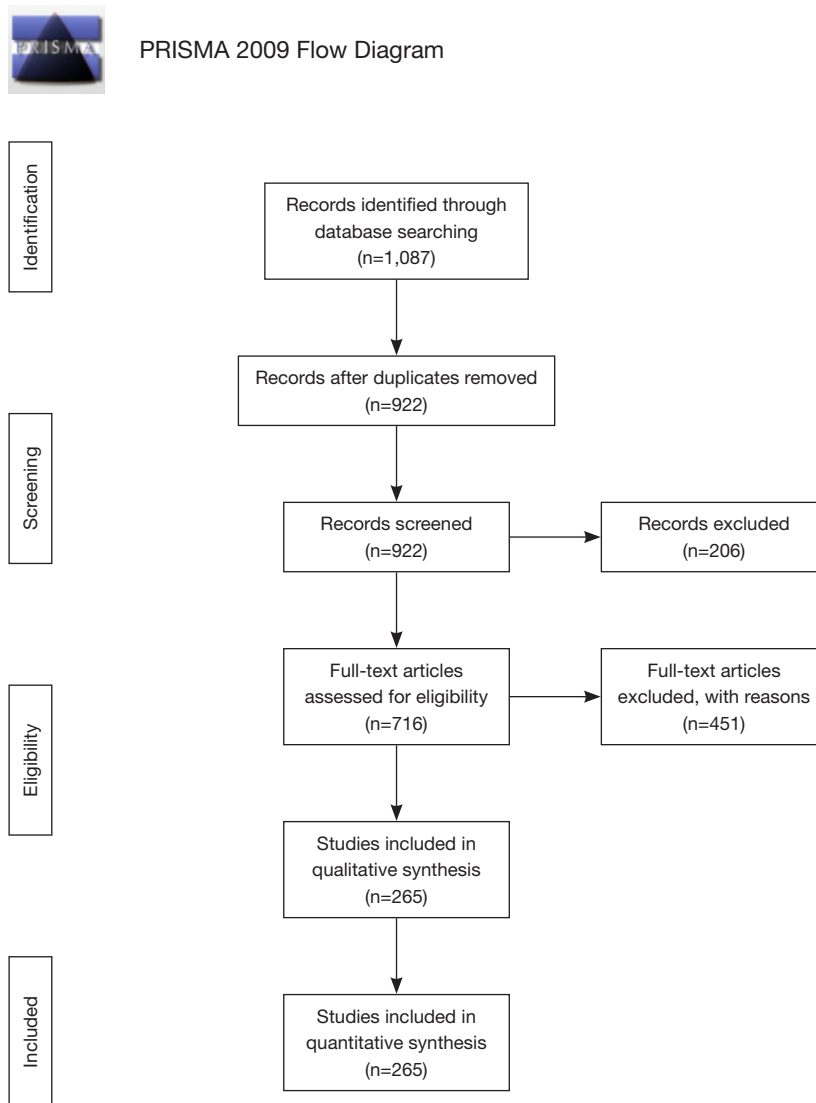 PRISMA
PRISMA 2009 Flow Diagram
Identification
Records identified through
database searching
(n=1,087)
Records after duplicates removed
(n=922)
Screening
Records screened
(n=922)
Records excluded
(n=206)
Eligibility
Full-text articles
assessed for eligibility
(n=716)
Full-text articles
excluded, with reasons
(n=451)
Studies included in
qualitative synthesis
(n=265)
Included
Studies included in
quantitative synthesis
(n=265)